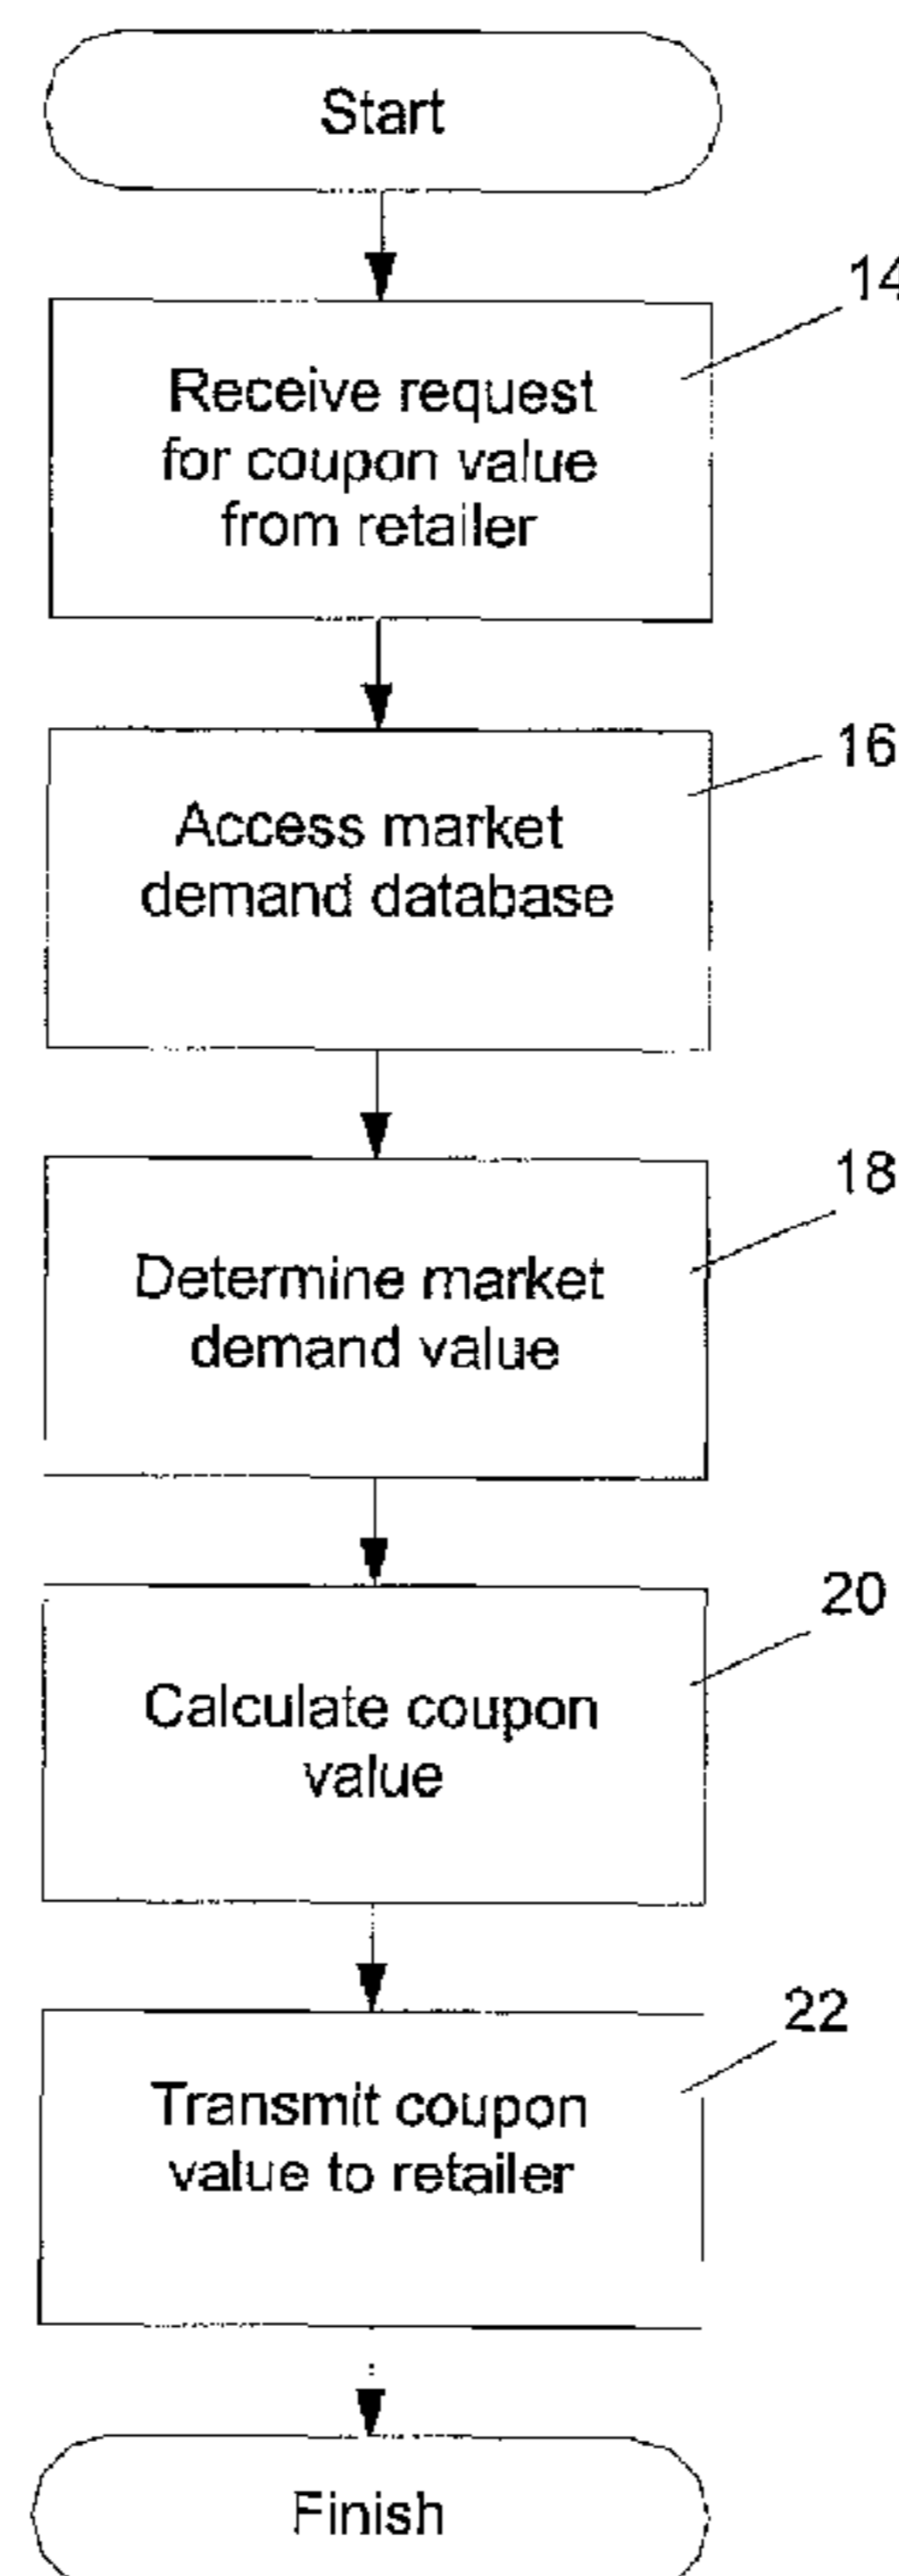 Start
14
Receive request
for coupon value
from retailer
16
Access market
demand database
18
Determine market
demand value
20
Calculate coupon
value
22
Transmit coupon
value to retailer
Finish